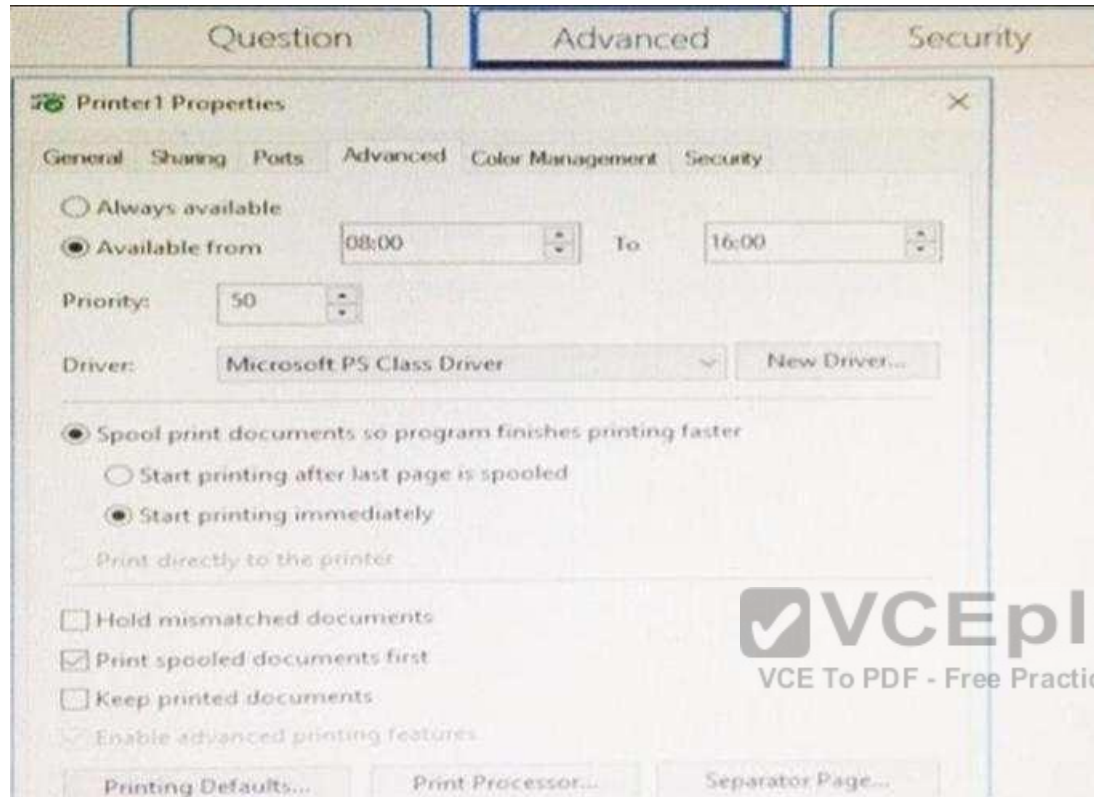 Question Advanced Security
Printer1 Properties
General Sharing Ports Advanced Color Management Security
Always available
Available from 08:00 To 16:00
Priority: 50
Driver: Microsoft PS Class Driver New Driver...
Spool print documents so program finishes printing faster
Start printing after last page is spooled
Start printing immediately
Print directly to the printer
Hold mismatched documents
Print spooled documents first
Keep printed documents
Enable advanced printing features
Printing Defaults... Print Processor... Separator Page...
VCEpl
VCE To PDF - Free Practic